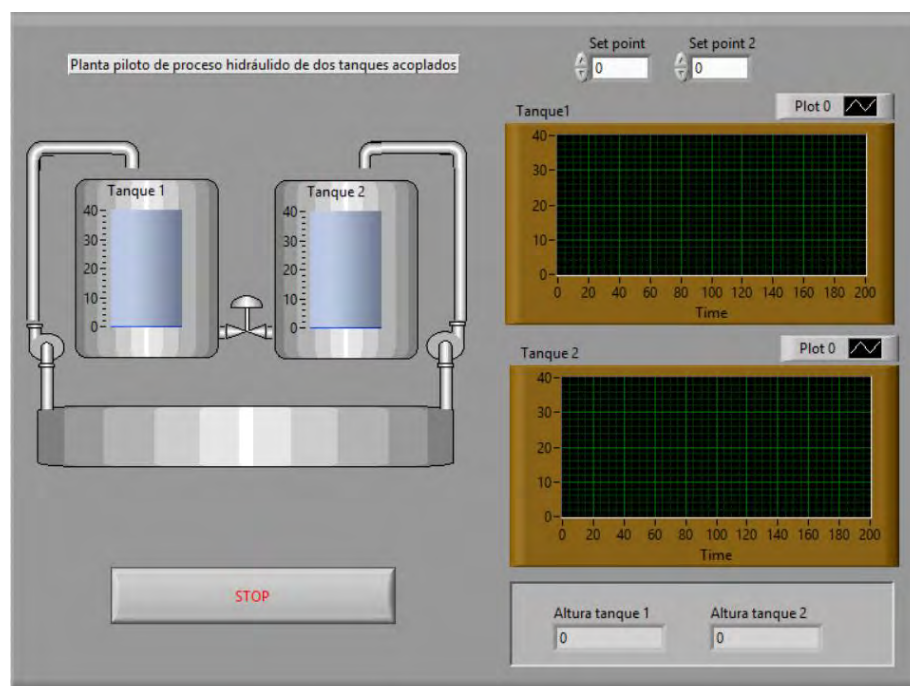 Planta piloto de proceso hidráulido de dos tanques acoplados
Set point
0
Set point 2
0
Tanque 1
40
30
20
10
0
Tanque 2
40
30
20
10
0
Tanque1
Plot 0
40
30
20
10
0
0 20 40 60 80 100 120 140 160 180 200
Time
Tanque 2
Plot 0
40
30
20
10
0
0 20 40 60 80 100 120 140 160 180 200
Time
STOP
Altura tanque 1
0
Altura tanque 2
0